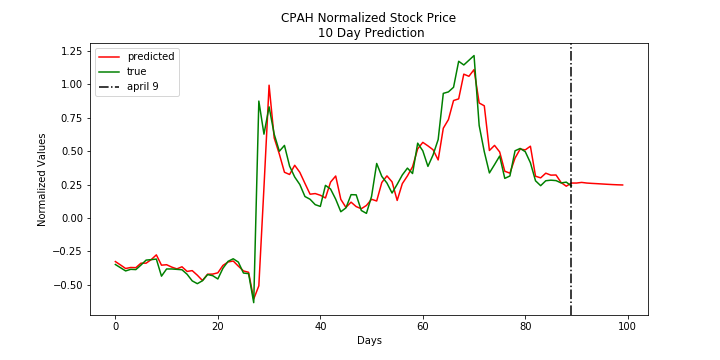 CPAH Normalized Stock Price
10 Day Prediction
predicted
true
april 9
Normalized Values
1.25
1.00
0.75
0.50
0.25
0.00
−0.25
−0.50
0
20
40
60
80
100
Days